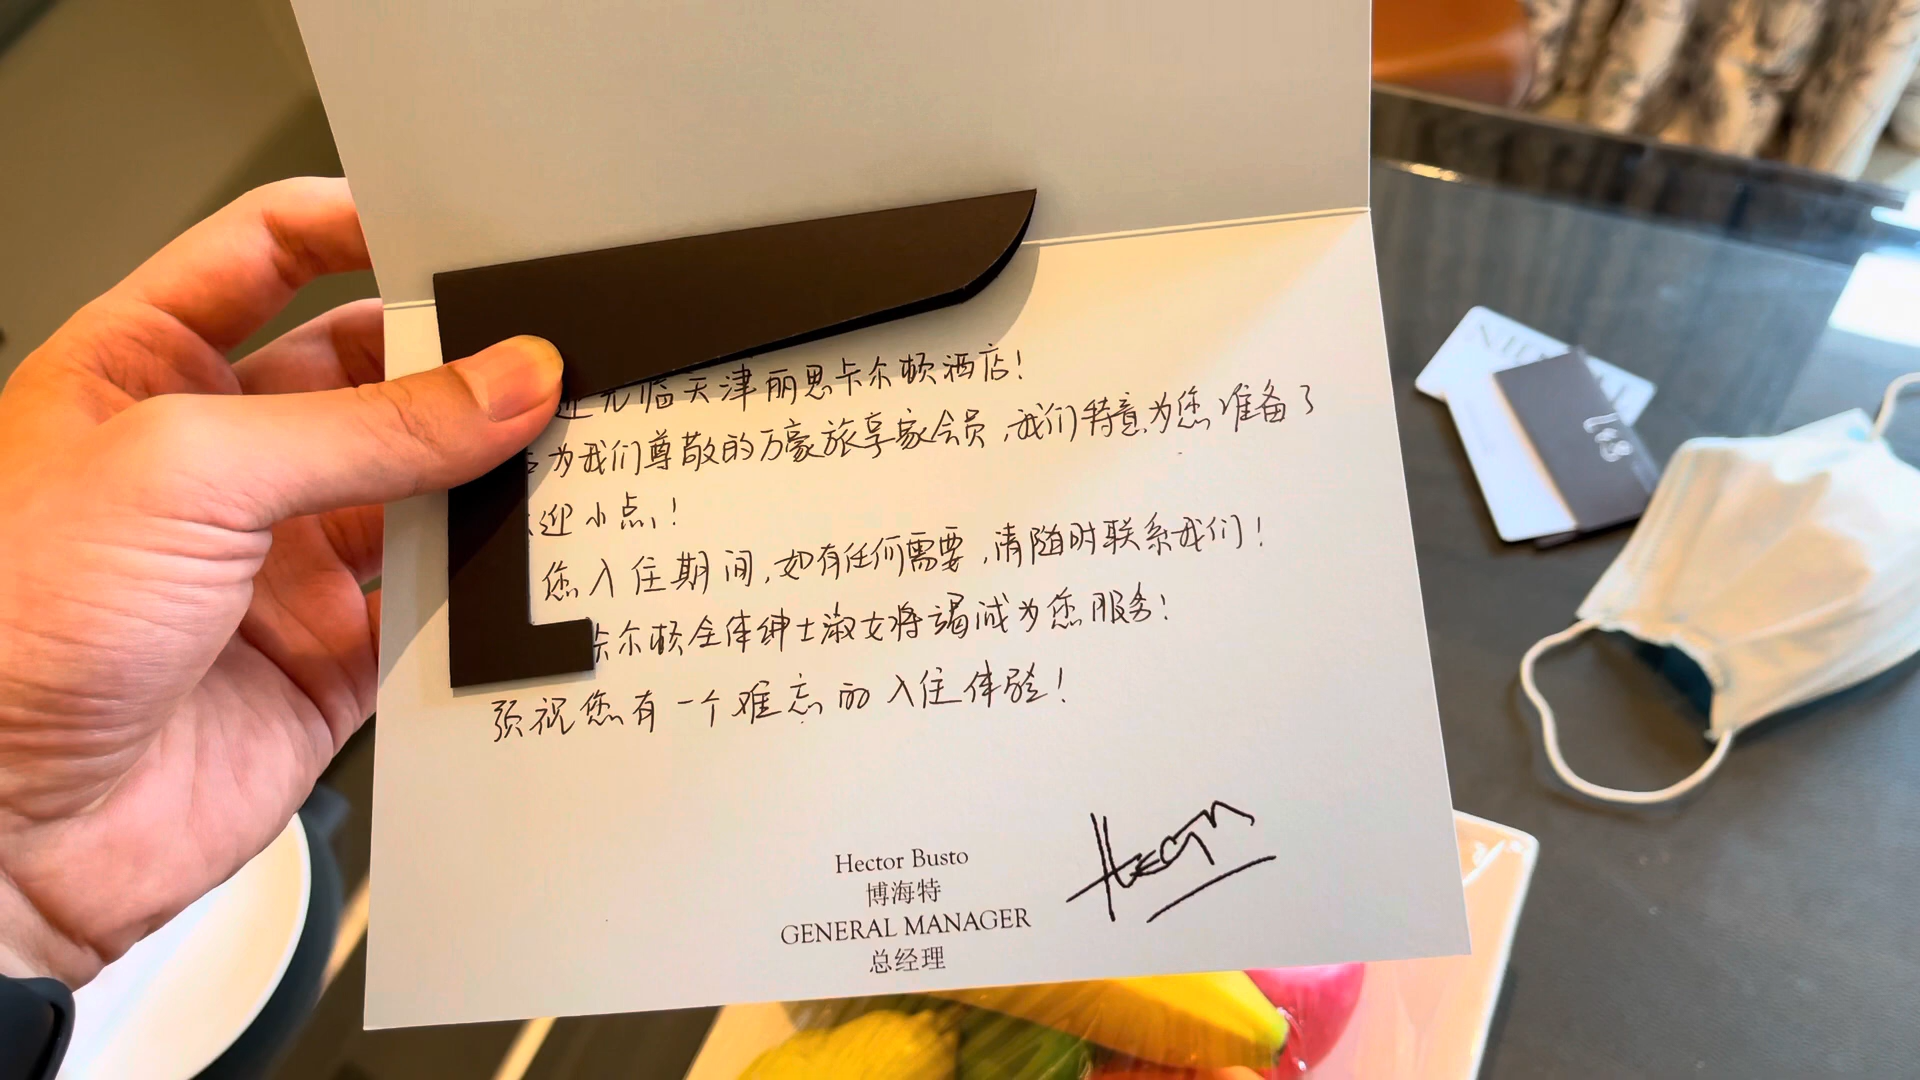 迎光临天津丽思卡尔顿酒店！
为我们尊敬的万豪旅享家会员，我们特意为您准备了
迎小点！
您入住期间，如有任何需要，请随时联系我们！
卡尔顿全体绅士淑女将竭诚为您服务！
预祝您有一个难忘的入住体验！
Hector Busto
博海特
GENERAL MANAGER
总经理